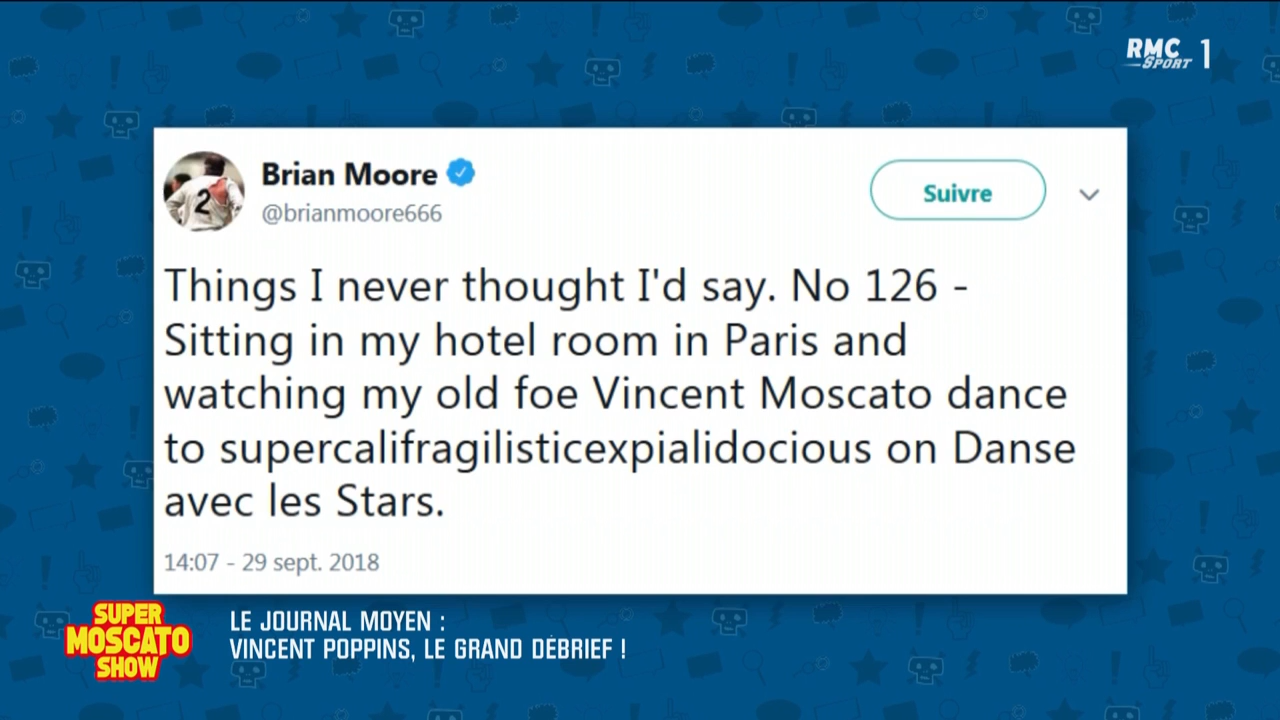 RMC
SPORT 1
Brian Moore
@brianmoore666
Suivre
Things I never thought I'd say. No 126 -
Sitting in my hotel room in Paris and
watching my old foe Vincent Moscato dance
to supercalifragilisticexpialidocious on Danse
avec les Stars.
14:07 - 29 sept. 2018
SUPER
MOSCATO
SHOW
LE JOURNAL MOYEN :
VINCENT POPPINS, LE GRAND DÉBRIEF !
2